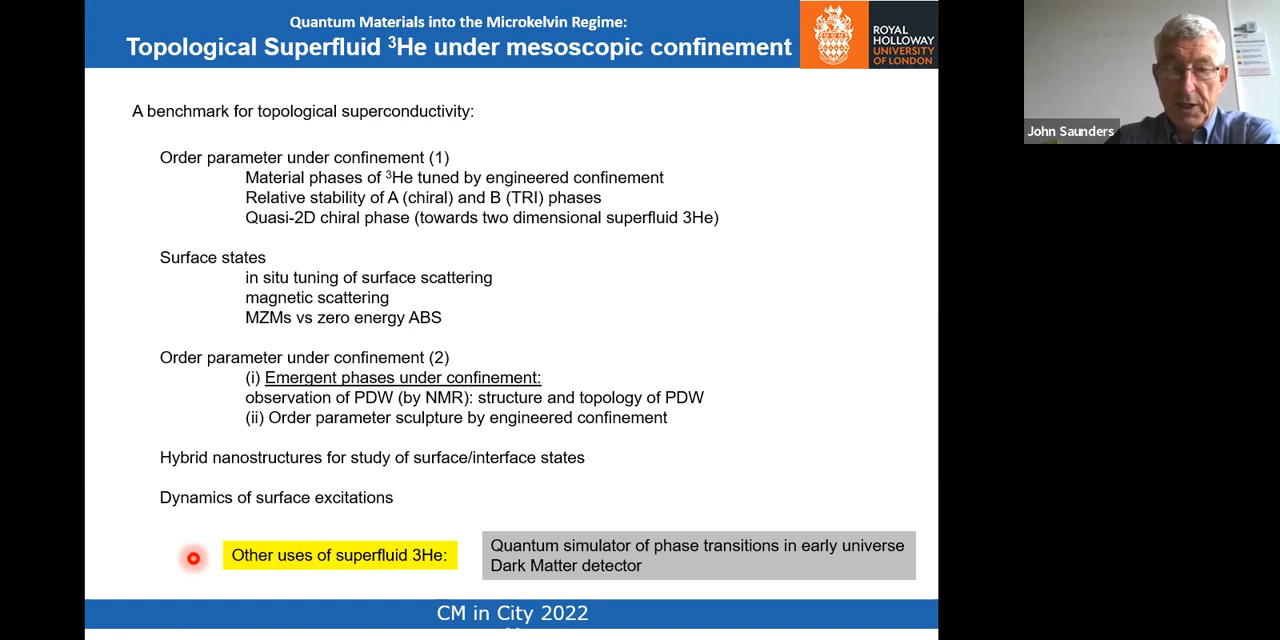 Quantum Materials into the Microkelvin Regime:
Topological Superfluid ³He under mesoscopic confinement
ROYAL
HOLLOWAY
UNIVERSITY
OF LONDON
John Saunders
A benchmark for topological superconductivity:
Order parameter under confinement (1)
Material phases of ³He tuned by engineered confinement
Relative stability of A (chiral) and B (TRI) phases
Quasi-2D chiral phase (towards two dimensional superfluid 3He)
Surface states
in situ tuning of surface scattering
magnetic scattering
MZMs vs zero energy ABS
Order parameter under confinement (2)
(i) Emergent phases under confinement:
observation of PDW (by NMR): structure and topology of PDW
(ii) Order parameter sculpture by engineered confinement
Hybrid nanostructures for study of surface/interface states
Dynamics of surface excitations
Other uses of superfluid 3He:
Quantum simulator of phase transitions in early universe
Dark Matter detector
CM in City 2022